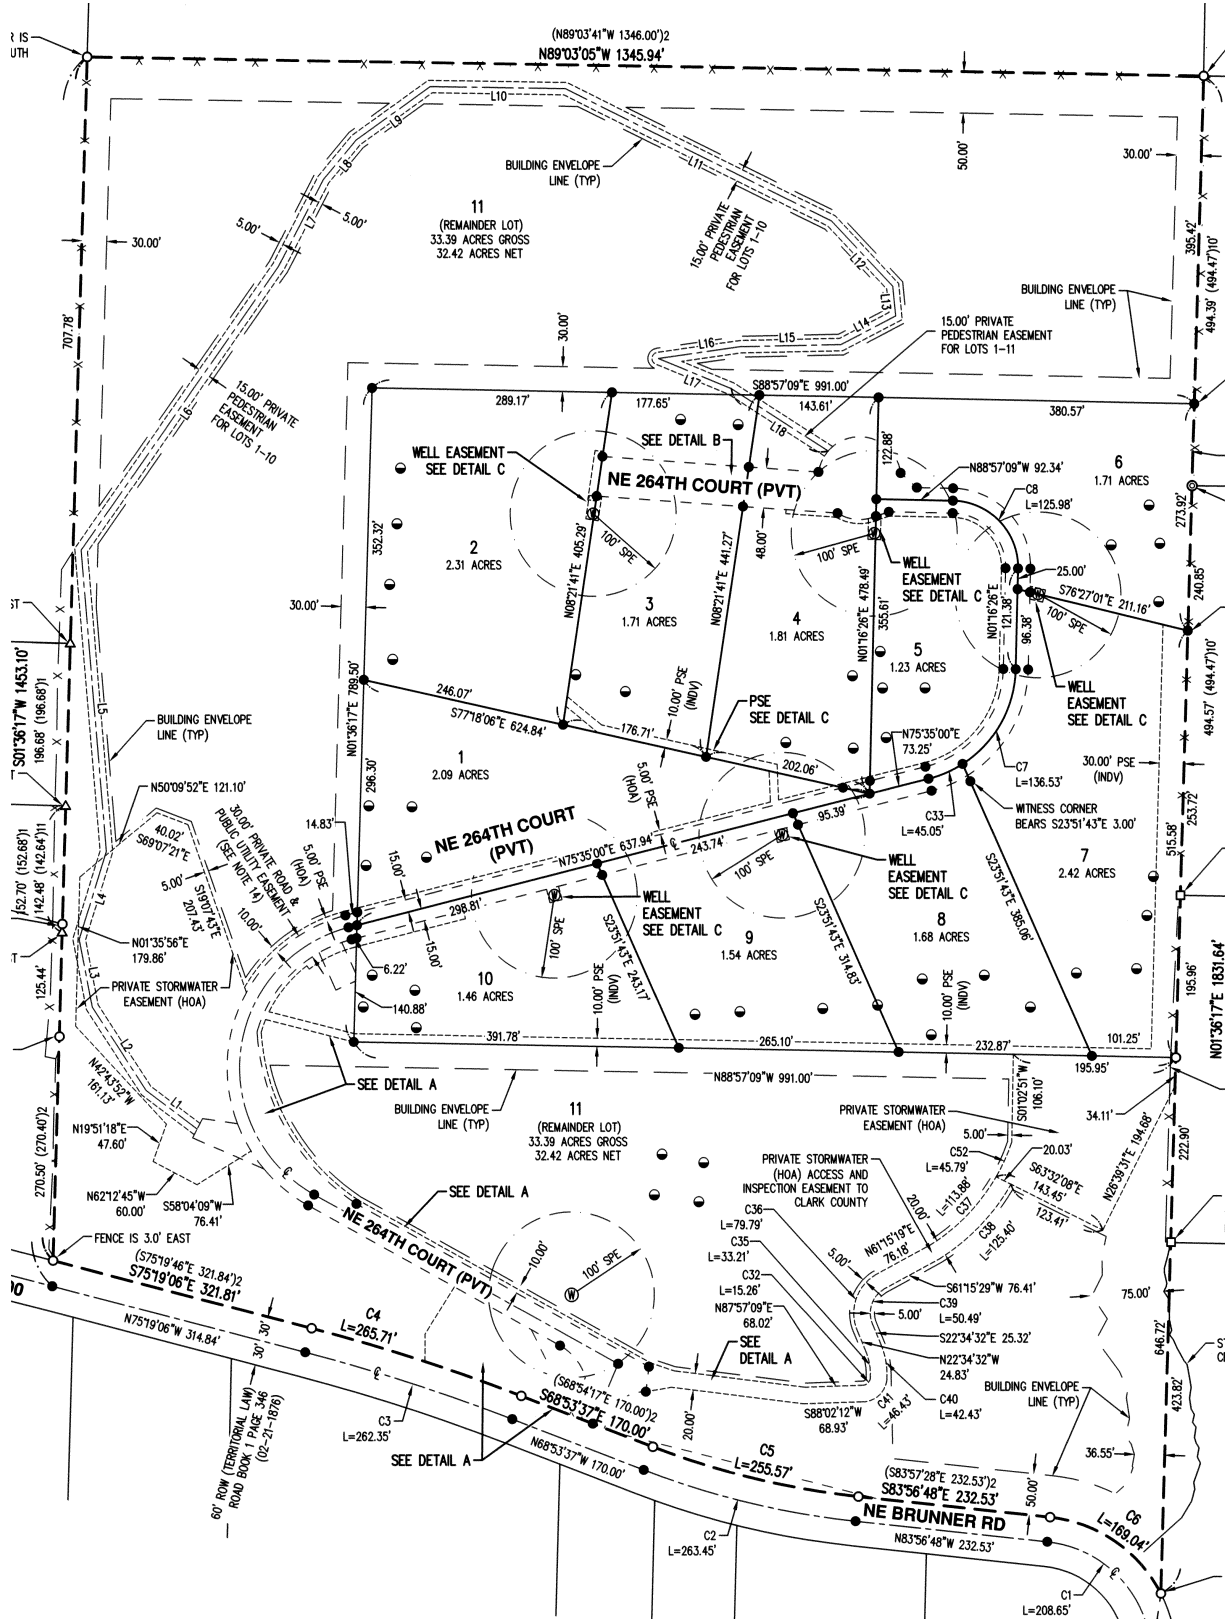 R IS
UTH
(N89°03'41"W 1346.00')2
N89°03'05"W 1345.94'
L10
L9
L8
L7
L11
BUILDING ENVELOPE
LINE (TYP)
50.00'
30.00'
5.00'
5.00'
30.00'
11
(REMAINDER LOT)
33.39 ACRES GROSS
32.42 ACRES NET
15.00' PRIVATE
PEDESTRIAN
EASEMENT
FOR LOTS 1-10
L12
L13
L14
L15
L16
L17
L18
395.42'
494.39' (494.47')10'
BUILDING ENVELOPE
LINE (TYP)
15.00' PRIVATE
PEDESTRIAN EASEMENT
FOR LOTS 1-11
707.78'
30.00'
15.00' PRIVATE
PEDESTRIAN
EASEMENT
FOR LOTS 1-10
L6
S88°57'09"E 991.00'
289.17'
177.65'
143.61'
380.57'
SEE DETAIL B
WELL EASEMENT
SEE DETAIL C
NE 264TH COURT (PVT)
122.88'
N88°57'09"W 92.34'
6
1.71 ACRES
C8
L=125.98'
273.92'
352.32'
2
2.31 ACRES
100' SPE
N08°21'41"E 405.29'
N08°21'41"E 441.27'
48.00'
100' SPE
WELL
EASEMENT
SEE DETAIL C
25.00'
S76°27'01"E 211.16'
100' SPE
240.85
30.00'
3
1.71 ACRES
4
1.81 ACRES
N01°16'26"E 478.49'
355.61'
5
1.23 ACRES
N01°16'26"E
121.38'
96.38'
WELL
EASEMENT
SEE DETAIL C
ST
S01°36'17"W 1453.10'
196.68' (196.68')1
L5
BUILDING ENVELOPE
LINE (TYP)
N01°36'17"E 789.50'
246.07'
S77°18'06"E 624.84'
176.71'
10.00' PSE
(INDV)
PSE
SEE DETAIL C
202.06'
N75°35'00"E
73.25'
C7
L=136.53'
30.00' PSE
(INDV)
494.57' (494.47')10'
1
2.09 ACRES
296.30'
5.00' PSE
(HOA)
N50°09'52"E 121.10'
40.02'
S69°07'21"E
30.00' PRIVATE ROAD &
PUBLIC UTILITY EASEMENT
(SEE NOTE 14)
14.83'
NE 264TH COURT
(PVT)
N75°35'00"E 637.94'
243.74'
95.39'
C33
L=45.05'
WITNESS CORNER
BEARS S23°51'43"E 3.00'
253.72'
515.58'
152.70' (152.68')1
142.48' (142.64')11
L4
5.00'
S19°07'43"E
207.43'
5.00' PSE
(HOA)
15.00'
298.81'
100' SPE
WELL
EASEMENT
SEE DETAIL C
7
2.42 ACRES
S23°51'43"E 385.06'
10.00'
N01°35'56"E
179.86'
WELL
EASEMENT
SEE DETAIL C
S23°51'43"E 243.17'
S23°51'43"E 314.83'
8
1.68 ACRES
9
1.54 ACRES
125.44'
L3
PRIVATE STORMWATER
EASEMENT (HOA)
6.22'
15.00'
100' SPE
10
1.46 ACRES
140.88'
10.00' PSE
(INDV)
10.00' PSE
(INDV)
195.96'
N01°36'17"E 1831.64'
L2
391.78'
265.10'
232.87'
101.25'
195.95'
N42°43'52"W
161.13'
L1
SEE DETAIL A
N88°57'09"W 991.00'
BUILDING ENVELOPE
LINE (TYP)
11
(REMAINDER LOT)
33.39 ACRES GROSS
32.42 ACRES NET
S01°02'51"W
106.10'
PRIVATE STORMWATER
EASEMENT (HOA)
34.11'
N19°51'18"E
47.60'
5.00'
20.03'
C52
L=45.79'
S63°32'08"E
143.45'
123.41'
N26°39'31"E 194.68'
222.90'
270.50' (270.40')2
N62°12'45"W
60.00'
S58°04'09"W
76.41'
SEE DETAIL A
PRIVATE STORMWATER
(HOA) ACCESS AND
INSPECTION EASEMENT TO
CLARK COUNTY
L=113.88'
C37
20.00'
C38
L=125.40'
N61°15'19"E
76.18'
C36
L=79.79'
FENCE IS 3.0' EAST
(S75°19'46"E 321.84')2
S75°19'06"E 321.81'
NE 264TH COURT (PVT)
10.00'
100' SPE
C35
L=33.21'
C32
L=15.26'
N87°57'09"E
68.02'
5.00'
S61°15'29"W 76.41'
C39
L=50.49'
5.00'
75.00'
00
N75°19'06"W 314.84'
30'
30'
C4
L=265.71'
SEE
DETAIL A
S22°34'32"E 25.32'
N22°34'32"W
24.83'
646.72'
423.82'
(S68°54'17"E 170.00')2
S68°53'37"E 170.00'
C41
L=46.43'
C40
L=42.43'
BUILDING ENVELOPE
LINE (TYP)
60' ROW (TERRITORIAL LAW)
ROAD BOOK 1 PAGE 346
(02-21-1876)
C3
L=262.35'
SEE DETAIL A
20.00'
S88°02'12"W
68.93'
N68°53'37"W 170.00'
C5
L=255.57'
36.55'
(S83°57'28"E 232.53')2
S83°56'48"E 232.53'
50.00'
NE BRUNNER RD
C6
L=169.04'
C2
L=263.45'
N83°56'48"W 232.53'
C1
L=208.65'